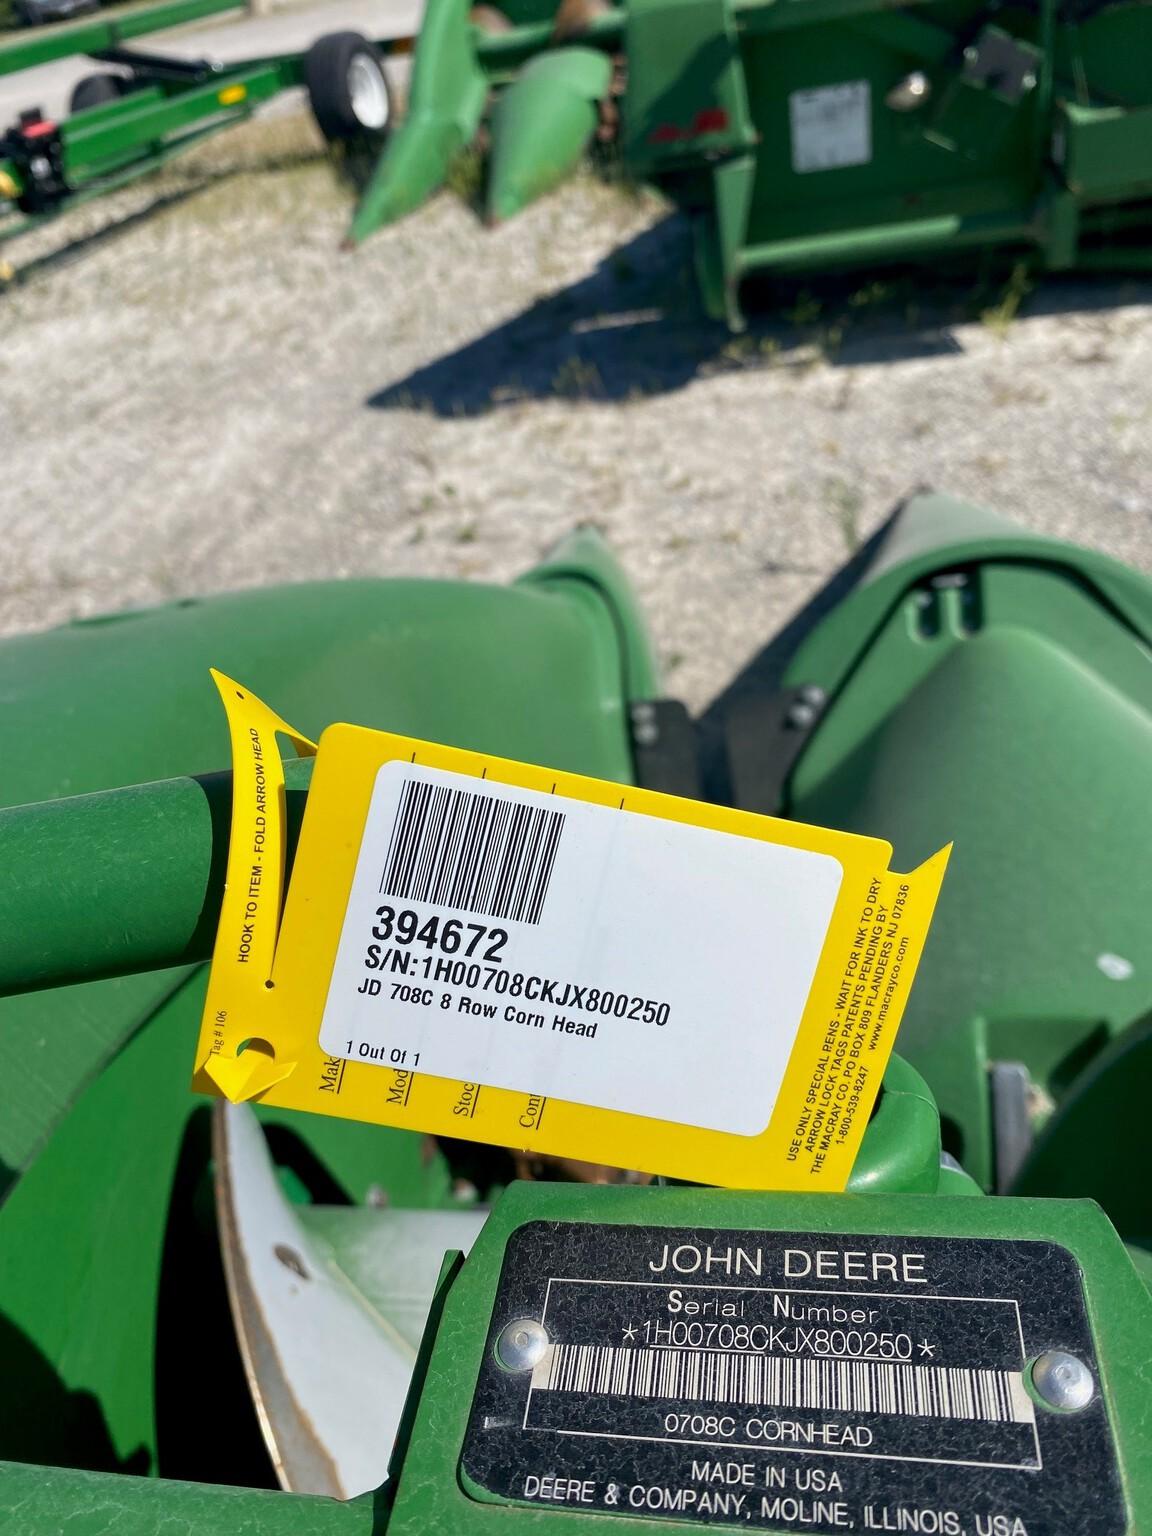 HOOK TO ITEM - FOLD ARROW HEAD
Tag # 106
394672
S/N:1H00708CKJX800250
JD 708C 8 Row Corn Head
1 Out Of 1
USE ONLY SPECIAL PENS - WAIT FOR INK TO DRY
ARROW LOCK TAGS PATENTS PENDING BY
THE MACRAY CO. PO BOX 809 FLANDERS NJ 07836
1-800-539-8247 www.macrayco.com
JOHN DEERE
Serial Number
*1H00708CKJX800250*
0708C CORNHEAD
MADE IN USA
DEERE & COMPANY, MOLINE, ILLINOIS, USA